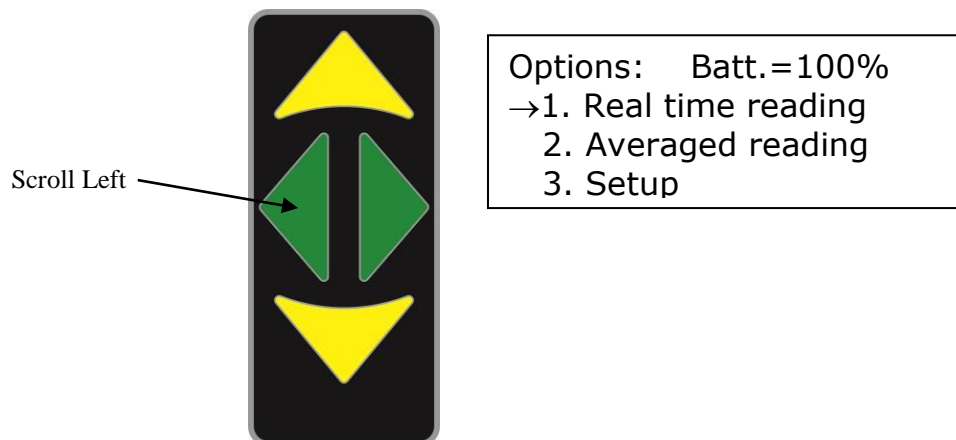 Scroll Left
Options: Batt.=100%
→1. Real time reading
2. Averaged reading
3. Setup